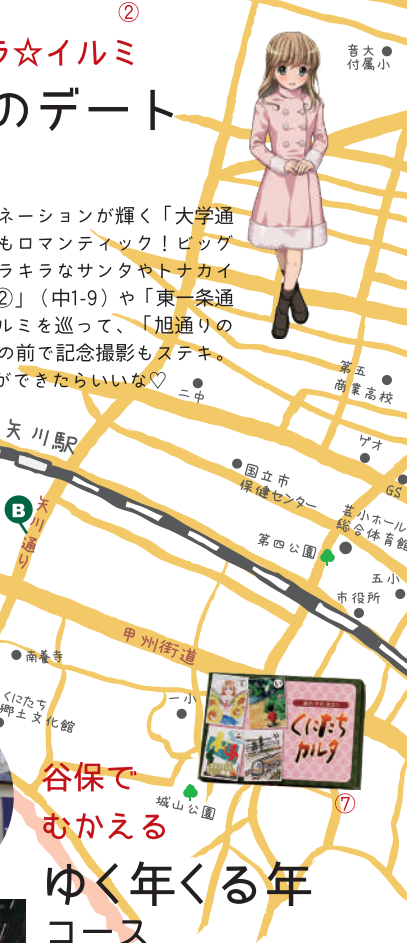 ②
ラ☆イルミ
のデート
音大
付属小
ネーションが輝く「大学通
もロマンティック！ビッグ
ラキラなサンタやトナカイ
②」（中1-9）や「東一条通
ルミを巡って、「旭通りの
の前で記念撮影もステキ。
ができたらいいな♡
二中
第五
商業高校
ゲオ
GS
矢川駅
国立市
保健センター
B
矢川通り
芸小ホール
総合体育館
第四公園
五小
市役所
甲州街道
南養寺
くにたち
郷土文化館
一小
くにたち
カルタ
城山公園
⑦
谷保で
むかえる
ゆく年くる年
コース